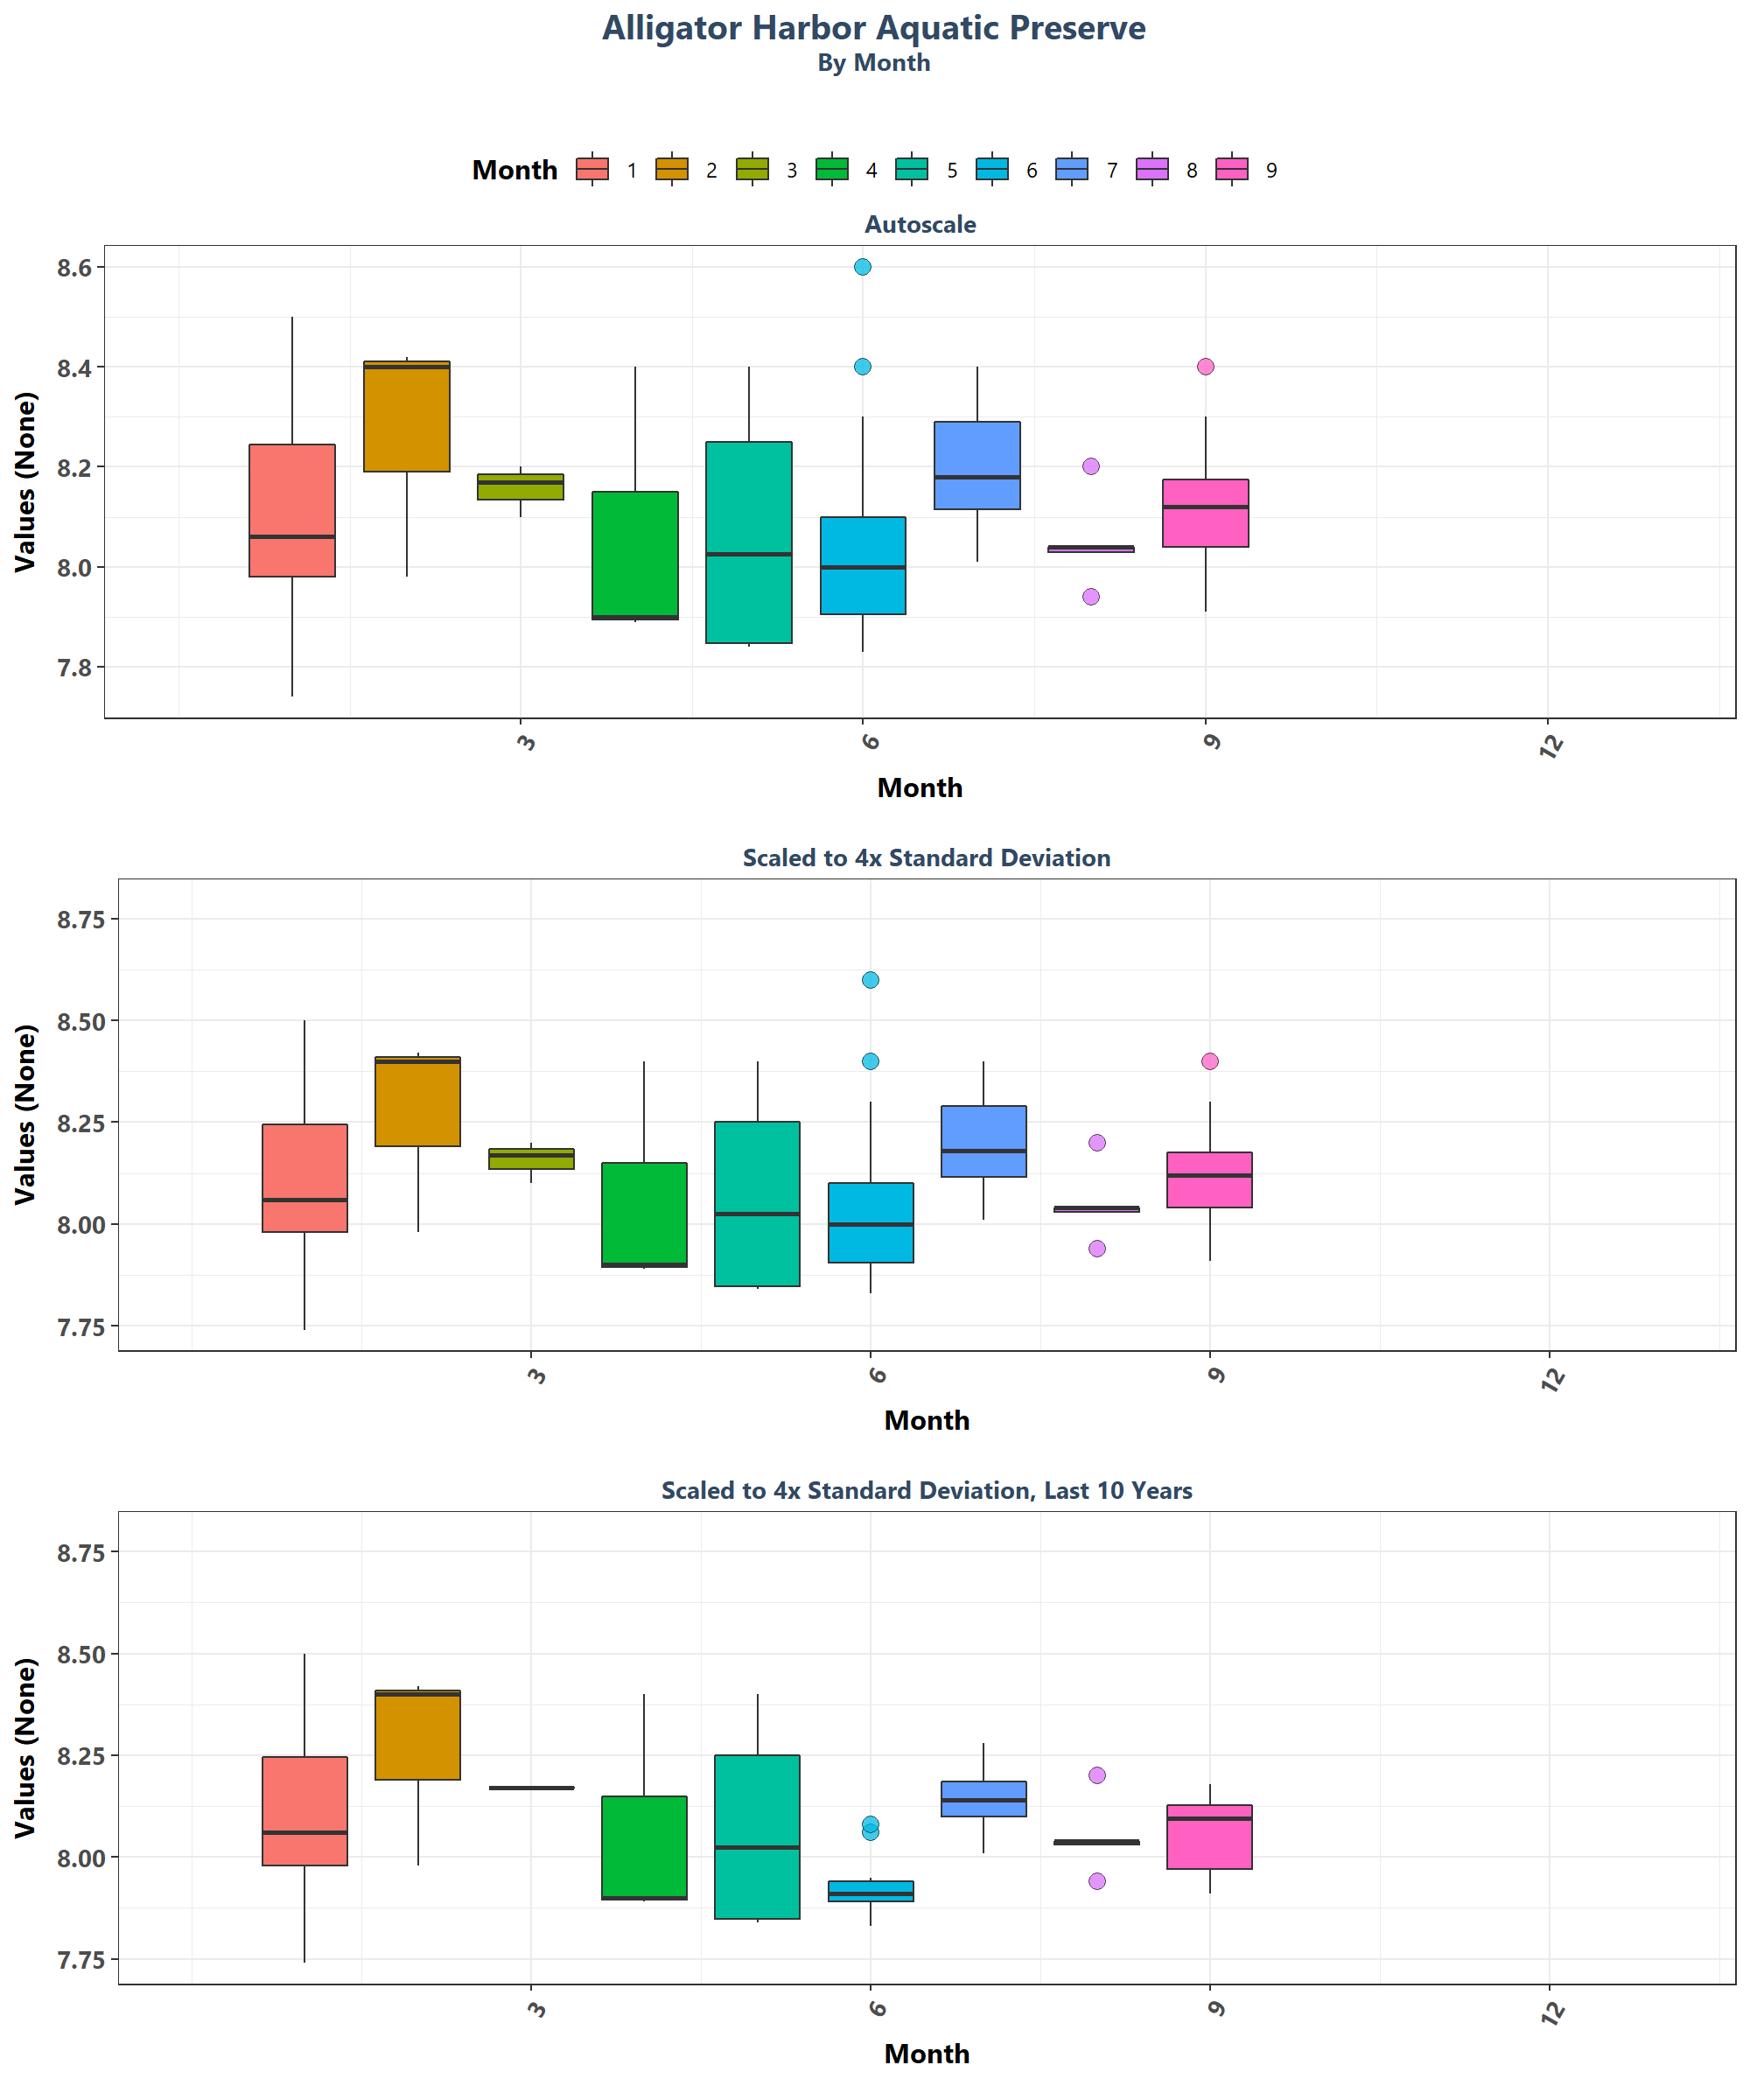 Alligator Harbor Aquatic Preserve
By Month
Month 1 2 3 4 5 6 7 8 9
Autoscale
Values (None)
8.6
8.4
8.2
8.0
7.8
3 6 9 12
Month
Scaled to 4x Standard Deviation
Values (None)
8.75
8.50
8.25
8.00
7.75
3 6 9 12
Month
Scaled to 4x Standard Deviation, Last 10 Years
Values (None)
8.75
8.50
8.25
8.00
7.75
3 6 9 12
Month